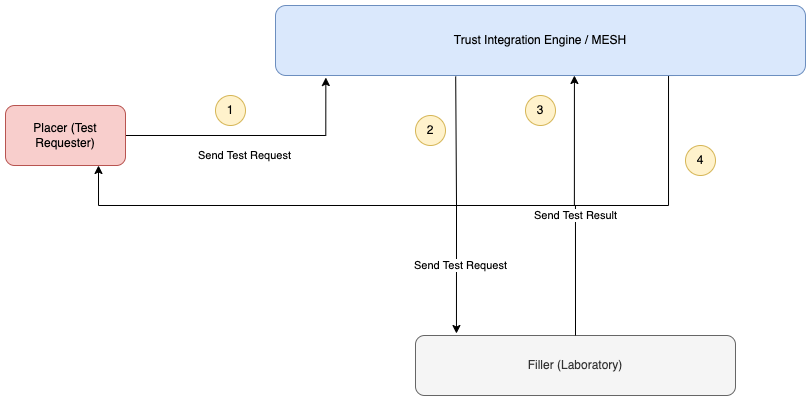 Trust Integration Engine / MESH
1
Placer (Test
Requester)
Send Test Request
2
3
4
Send Test Result
Send Test Request
Filler (Laboratory)